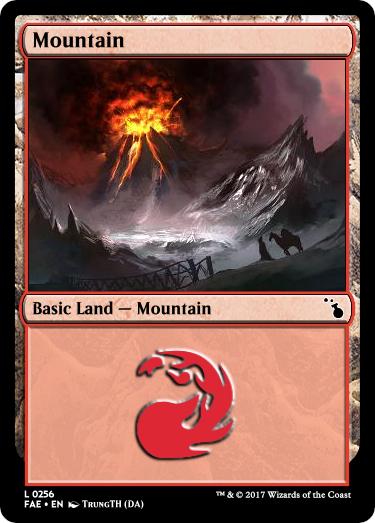 Mountain
Basic Land — Mountain
L 0256
FAE • EN TrungTH (DA)
™ & © 2017 Wizards of the Coast